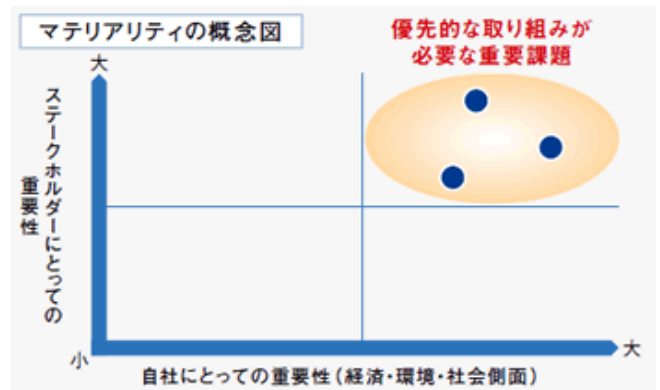 マテリアリティの概念図
優先的な取り組みが
必要な重要課題
大
ステークホルダーにとっての
重要性
小
大
自社にとっての重要性(経済・環境・社会側面)